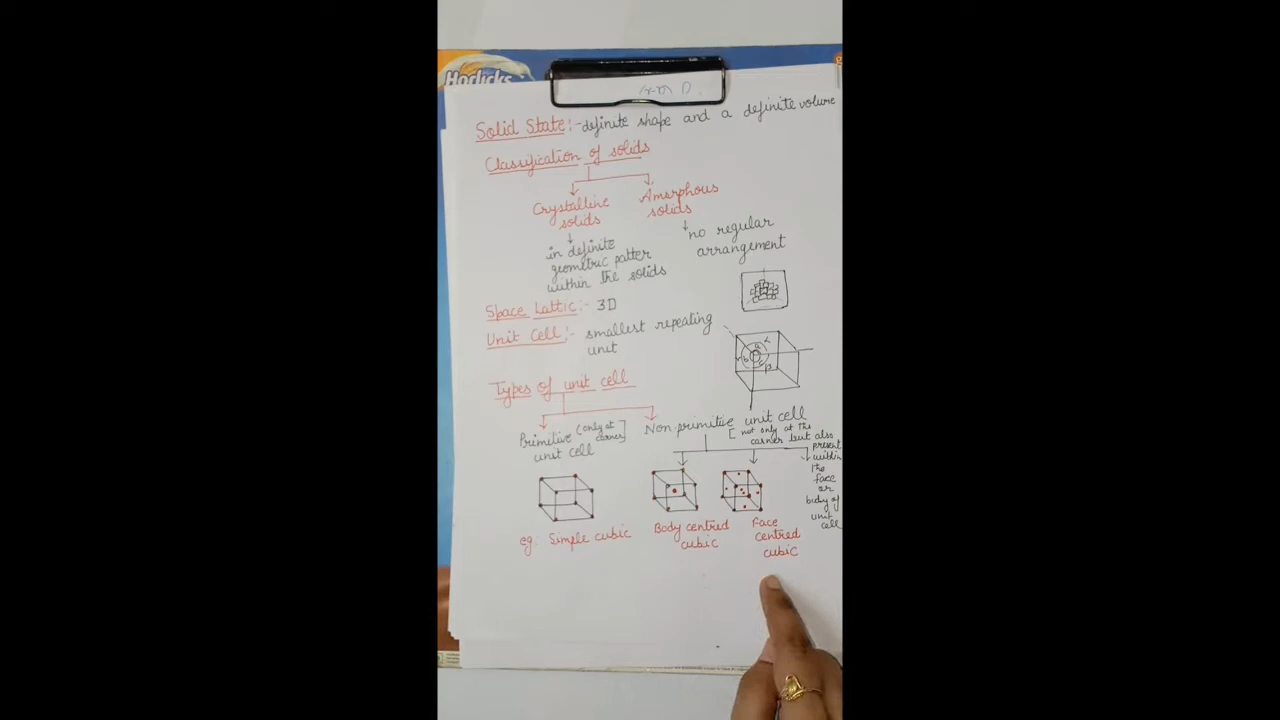 Horlicks
Solid State:- definite shape and a definite volume
Classification of solids
Crystalline solids
Amorphous solids
in definite
geometric patter
within the solids
no regular
arrangement
Space Lattic:- 3D
Unit Cell:- smallest repeating
unit
Types of unit cell
Primitive [only at
corner]
unit cell
Non-primitive unit cell
[not only at the
corner but also
present
within
the
face
or
body of
unit
cell
eg: Simple cubic
Body centred
cubic
Face
centred
cubic